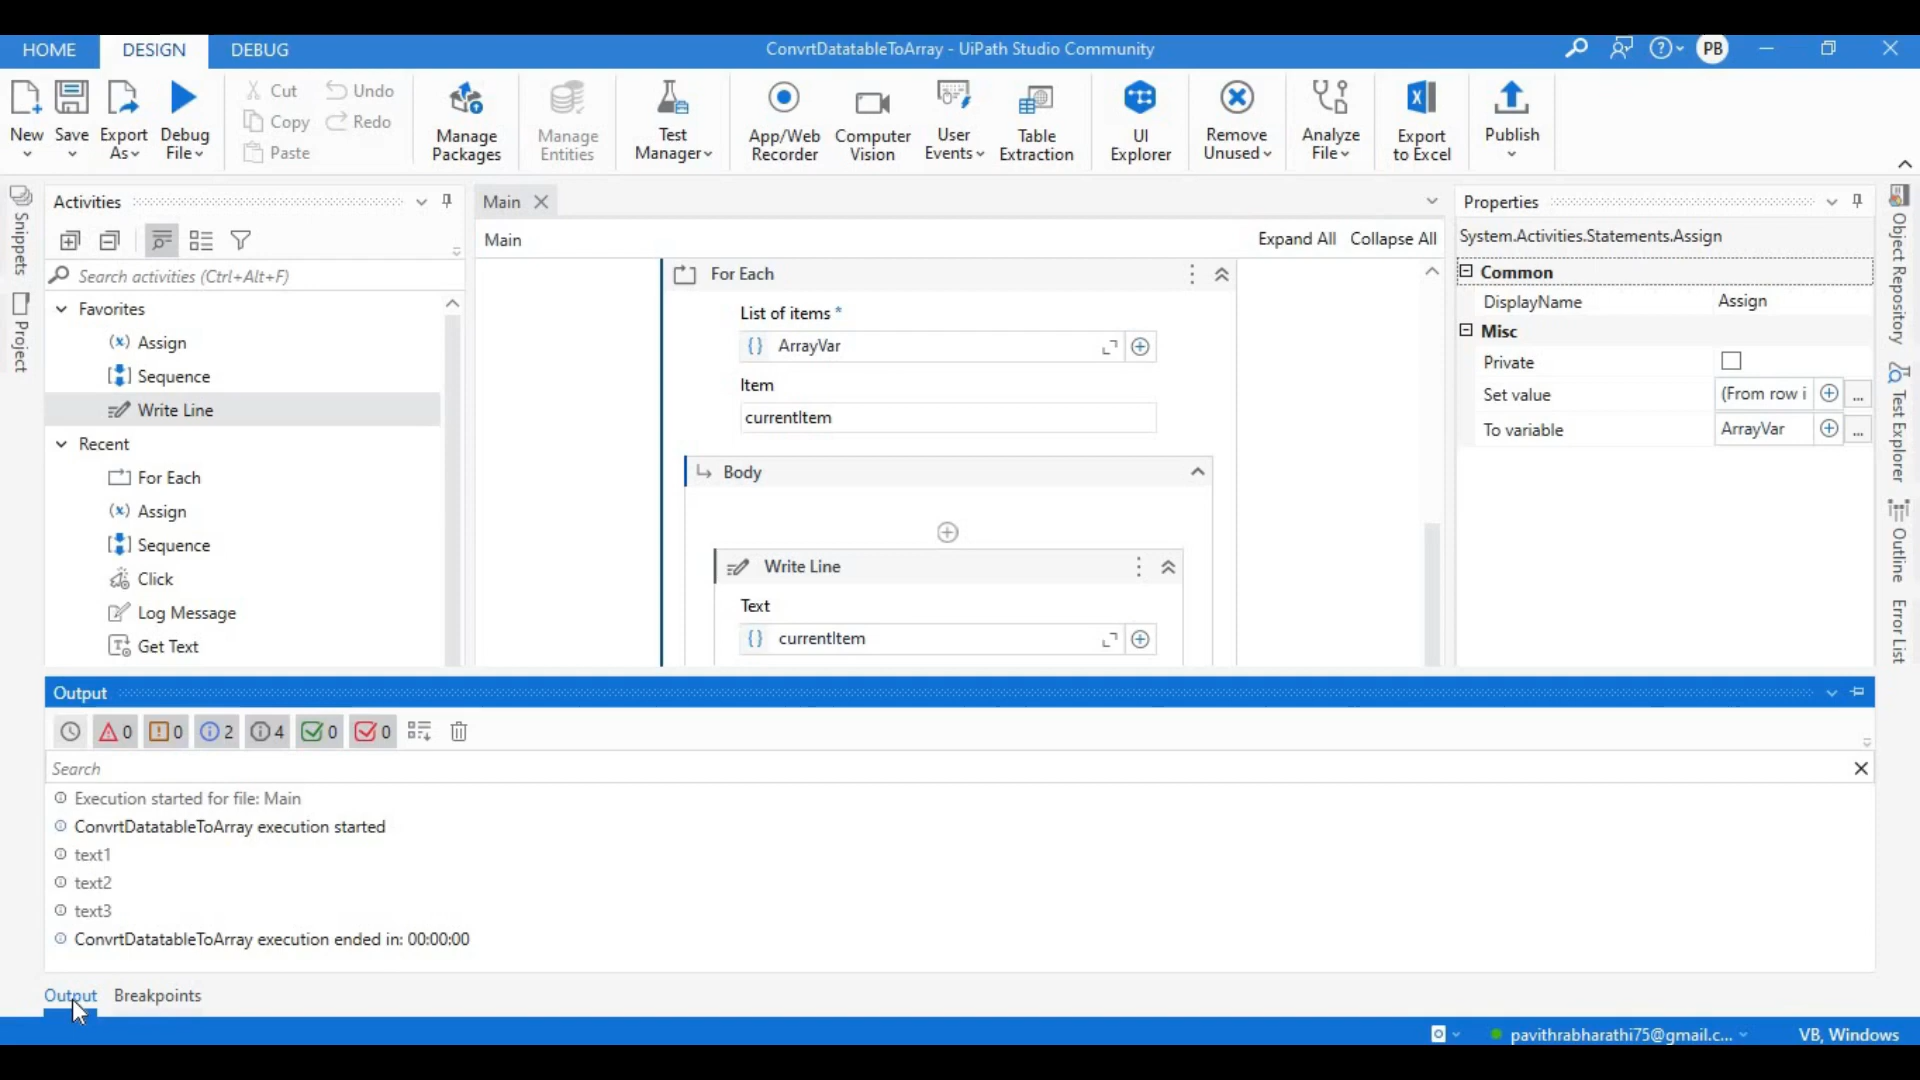 HOME DESIGN DEBUG ConvrtDatatableToArray - UiPath Studio Community PB
New Save Export As Debug File Cut Copy Paste Undo Redo Manage Packages Manage Entities Test Manager App/Web Recorder Computer Vision User Events Table Extraction UI Explorer Remove Unused Analyze File Export to Excel Publish
Snippets
Project
Activities
Search activities (Ctrl+Alt+F)
Favorites
Assign
Sequence
Write Line
Recent
For Each
Assign
Sequence
Click
Log Message
Get Text
Main
Main Expand All Collapse All
For Each
List of items *
ArrayVar
Item
currentItem
Body
Write Line
Text
currentItem
Properties
System.Activities.Statements.Assign
Common
DisplayName Assign
Misc
Private
Set value (From row i ...
To variable ArrayVar ...
Object Repository
Test Explorer
Outline
Error List
Output
0 0 2 4 0 0
Search
Execution started for file: Main
ConvrtDatatableToArray execution started
text1
text2
text3
ConvrtDatatableToArray execution ended in: 00:00:00
Output Breakpoints
pavithrabharathi75@gmail.c... VB, Windows